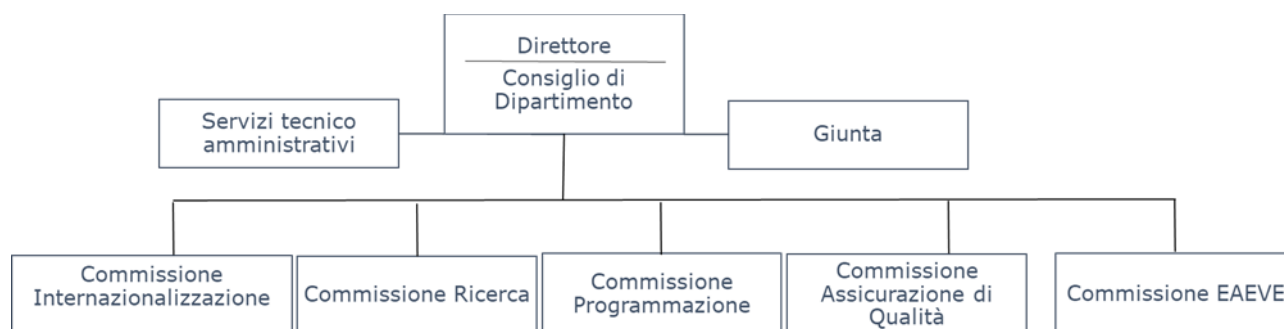 Direttore
Consiglio di
Dipartimento
Servizi tecnico
amministrativi
Giunta
Commissione
Internazionalizzazione
Commissione Ricerca
Commissione
Programmazione
Commissione
Assicurazione di
Qualità
Commissione EAEVE